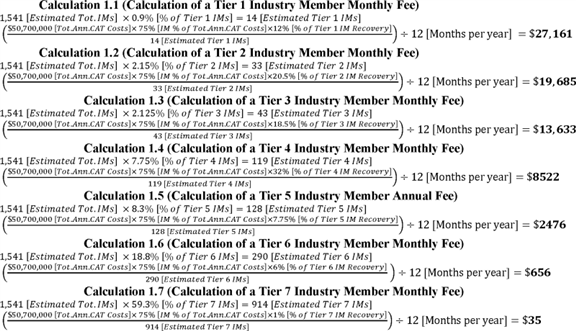 Calculation 1.1 (Calculation of a Tier 1 Industry Member Monthly Fee)
1,541 [Estimated Tot.IMs] × 0.9% [% of Tier 1 IMs] = 14 [Estimated Tier 1 IMs]
($50,700,000 [Tot.Ann.CAT Costs]×75% [IM % of Tot.Ann.CAT Costs]×12% [% of Tier 1 IM Recovery] / 14 [Estimated Tier 1 IMs]) ÷ 12 [Months per year] = $27,161
Calculation 1.2 (Calculation of a Tier 2 Industry Member Monthly Fee)
1,541 [Estimated Tot.IMs] × 2.15% [% of Tier 2 IMs] = 33 [Estimated Tier 2 IMs]
($50,700,000 [Tot.Ann.CAT Costs]×75% [IM % of Tot.Ann.CAT Costs]×20.5% [% of Tier 2 IM Recovery] / 33 [Estimated Tier 2 IMs]) ÷ 12 [Months per year] = $19,685
Calculation 1.3 (Calculation of a Tier 3 Industry Member Monthly Fee)
1,541 [Estimated Tot.IMs] × 2.125% [% of Tier 3 IMs] = 43 [Estimated Tier 3 IMs]
($50,700,000 [Tot.Ann.CAT Costs]×75% [IM % of Tot.Ann.CAT Costs]×18.5% [% of Tier 3 IM Recovery] / 43 [Estimated Tier 3 IMs]) ÷ 12 [Months per year] = $13,633
Calculation 1.4 (Calculation of a Tier 4 Industry Member Monthly Fee)
1,541 [Estimated Tot.IMs] × 7.75% [% of Tier 4 IMs] = 119 [Estimated Tier 4 IMs]
($50,700,000 [Tot.Ann.CAT Costs]×75% [IM % of Tot.Ann.CAT Costs]×32% [% of Tier 4 IM Recovery] / 119 [Estimated Tier 4 IMs]) ÷ 12 [Months per year] = $8522
Calculation 1.5 (Calculation of a Tier 5 Industry Member Annual Fee)
1,541 [Estimated Tot.IMs] × 8.3% [% of Tier 5 IMs] = 128 [Estimated Tier 5 IMs]
($50,700,000 [Tot.Ann.CAT Costs]×75% [IM % of Tot.Ann.CAT Costs]×7.75% [% of Tier 5 IM Recovery] / 128 [Estimated Tier 5 IMs]) ÷ 12 [Months per year] = $2476
Calculation 1.6 (Calculation of a Tier 6 Industry Member Monthly Fee)
1,541 [Estimated Tot.IMs] × 18.8% [% of Tier 6 IMs] = 290 [Estimated Tier 6 IMs]
($50,700,000 [Tot.Ann.CAT Costs]×75% [IM % of Tot.Ann.CAT Costs]×6% [% of Tier 6 IM Recovery] / 290 [Estimated Tier 6 IMs]) ÷ 12 [Months per year] = $656
Calculation 1.7 (Calculation of a Tier 7 Industry Member Monthly Fee)
1,541 [Estimated Tot.IMs] × 59.3% [% of Tier 7 IMs] = 914 [Estimated Tier 7 IMs]
($50,700,000 [Tot.Ann.CAT Costs]×75% [IM % of Tot.Ann.CAT Costs]×1% [% of Tier 7 IM Recovery] / 914 [Estimated Tier 7 IMs]) ÷ 12 [Months per year] = $35